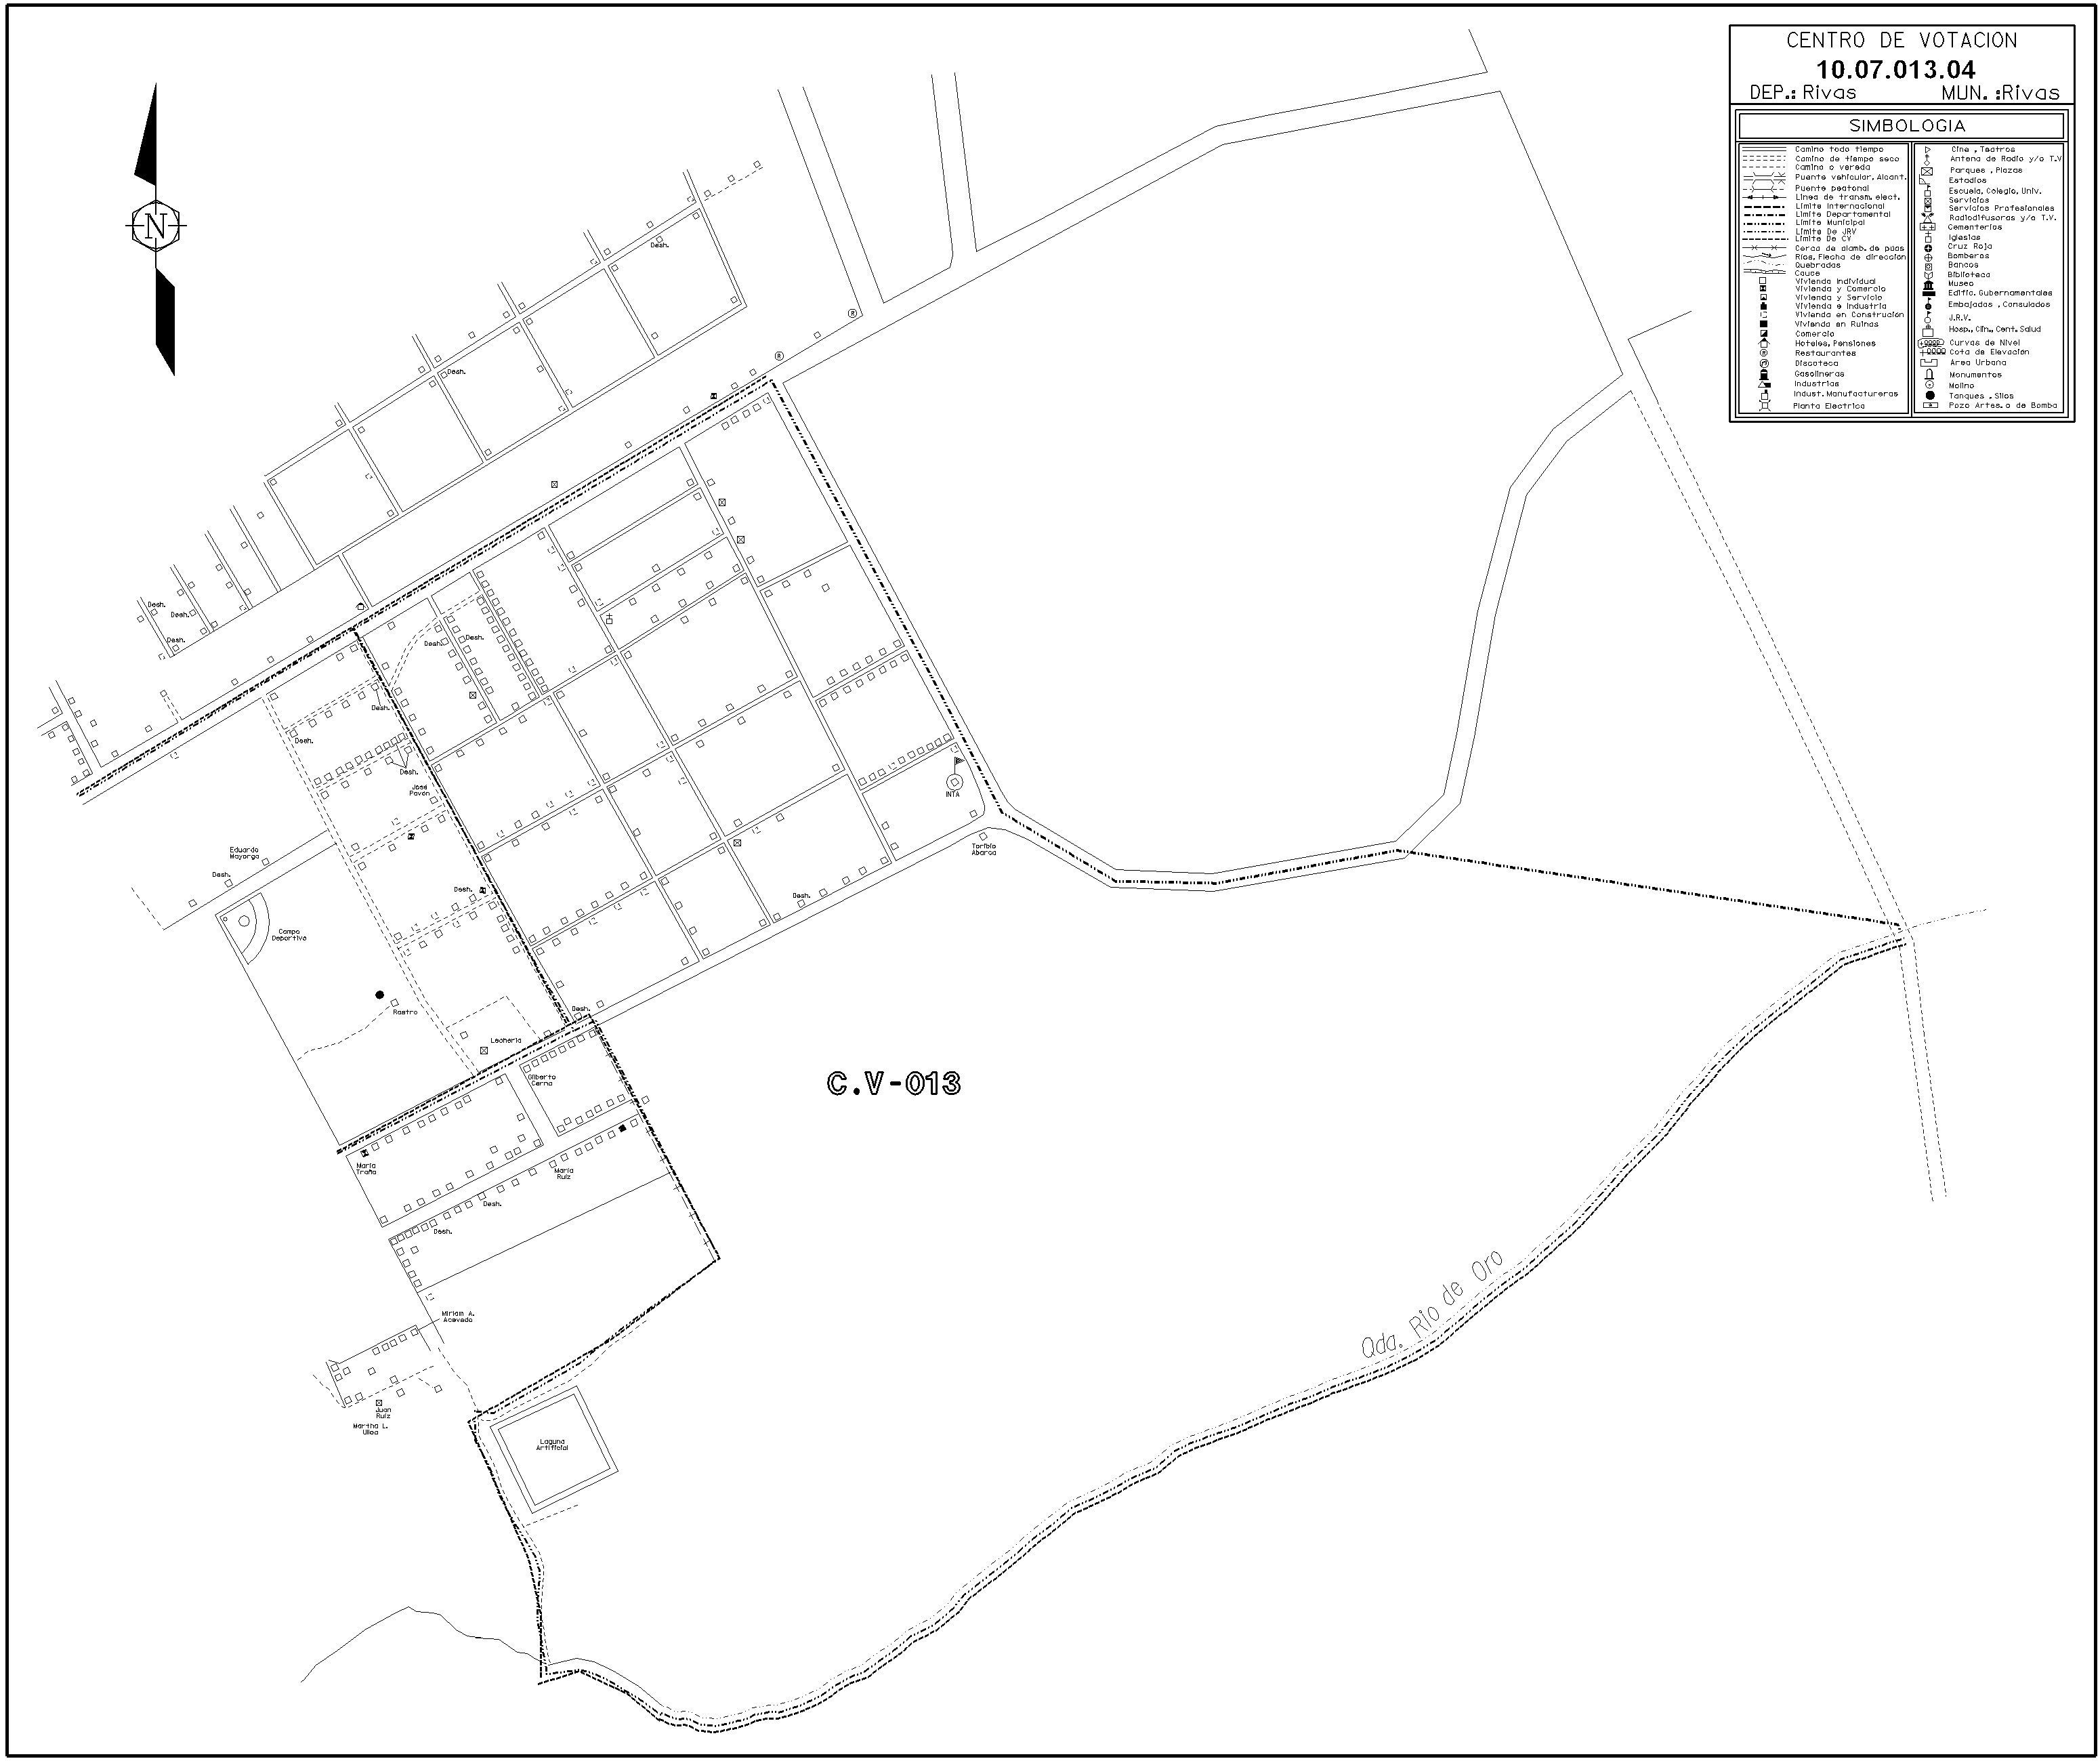 CENTRO DE VOTACION
10.07.013.04
DEP.: Rivas MUN. :Rivas
SIMBOLOGIA
Camino todo tiempo
Camino de tiempo seco
Camino o vereda
Puente vehicular, Alcant.
Puente peatonal
Linea de transm. elect.
Limite Internacional
Limite Departamental
Limite Municipal
Limite De JRV
Limite De CV
Cerca de alamb. de puas
Rios, Flecha de dirección
Quebradas
Cauce
Vivienda Individual
Vivienda y Comercio
Vivienda y Servicio
Vivienda e Industria
Vivienda en Construción
Vivienda en Ruinas
Comercio
Hoteles, Pensiones
Restaurantes
Discoteca
Gasolineras
Industrias
Indust. Manufactureras
Planta Electrica
Cine , Teatros
Antena de Radio y/o T.V
Parques , Plazas
Estadios
Escuela, Colegio, Univ.
Servicios
Servicios Profesionales
Radiodifusoras y/o T.V.
Cementerios
Iglesias
Cruz Roja
Bomberos
Bancos
Biblioteca
Museo
Edific. Gubernamentales
Embajadas , Consulados
J.R.V.
Hosp., Clin., Cent. Salud
Curvas de Nivel
Cota de Elevación
Area Urbana
Monumentos
Molino
Tanques , Silos
Pozo Artes. o de Bomba
N
Desh.
Desh.
Desh.
Desh.
Desh.
Desh.
Desh.
Desh.
Desh.
Desh.
José
Pavón
INTA
Toribio
Abarca
Eduardo
Mayorga
Desh.
Desh.
Desh.
Campo
Deportivo
Rastro
Desh.
Lecheria
Gilberto
Cerna
C.V-013
Maria
Traña
Maria
Ruiz
Desh.
Desh.
Miriam A.
Acevedo
Juan
Ruiz
Martha L.
Ulloa
Laguna
Artificial
Qda. Rio de Oro